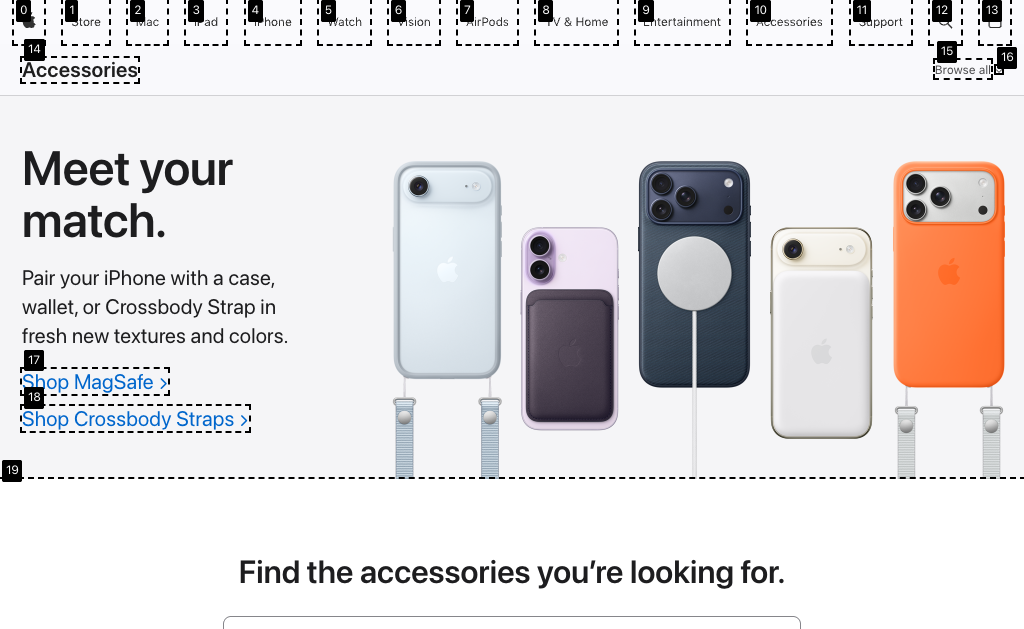 Store Mac iPad iPhone Watch Vision AirPods TV & Home Entertainment Accessories Support
0 1 2 3 4 5 6 7 8 9 10 11 12 13
14 15 16
Accessories Browse all
Meet your
match.
Pair your iPhone with a case,
wallet, or Crossbody Strap in
fresh new textures and colors.
17
Shop MagSafe >
18
Shop Crossbody Straps >
19
Find the accessories you’re looking for.